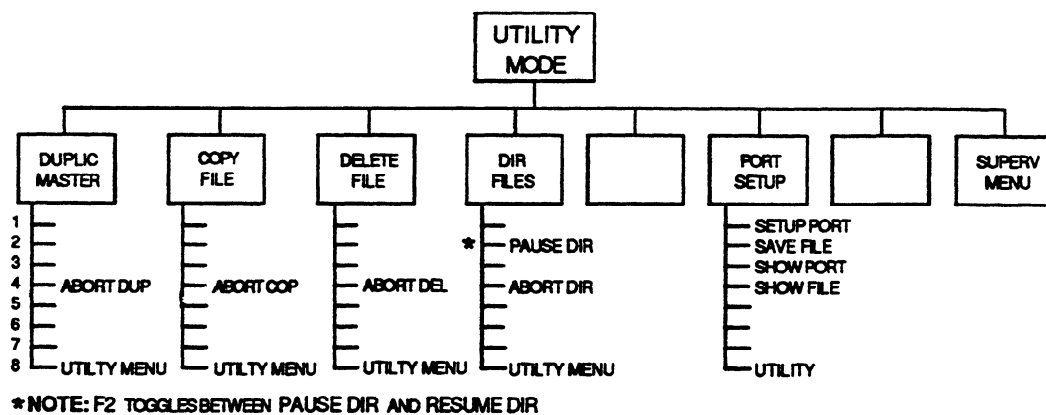 UTILITY
MODE
DUPLIC
MASTER
COPY
FILE
DELETE
FILE
DIR
FILES
PORT
SETUP
SUPERV
MENU
1 SETUP PORT
2 * PAUSE DIR SAVE FILE
3 SHOW PORT
4 ABORT DUP ABORT COP ABORT DEL ABORT DIR SHOW FILE
5
6
7
8 UTILTY MENU UTILTY MENU UTILTY MENU UTILTY MENU UTILITY
*NOTE: F2 TOGGLES BETWEEN PAUSE DIR AND RESUME DIR